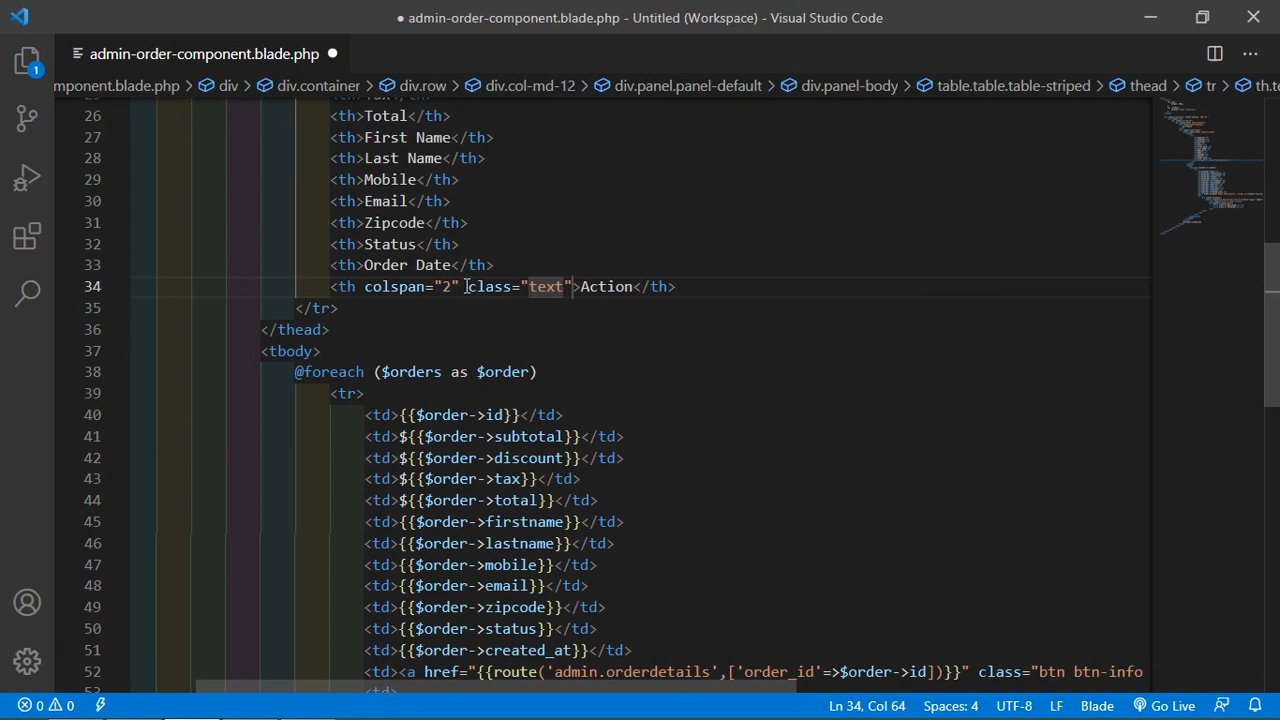 ● admin-order-component.blade.php - Untitled (Workspace) - Visual Studio Code
admin-order-component.blade.php ●
1
mponent.blade.php › div › div.container › div.row › div.col-md-12 › div.panel.panel-default › div.panel-body › table.table.table-striped › thead › tr › th.te
26 <th>Total</th>
27 <th>First Name</th>
28 <th>Last Name</th>
29 <th>Mobile</th>
30 <th>Email</th>
31 <th>Zipcode</th>
32 <th>Status</th>
33 <th>Order Date</th>
34 <th colspan="2" class="text">Action</th>
35 </tr>
36 </thead>
37 <tbody>
38 @foreach ($orders as $order)
39 <tr>
40 <td>{{$order->id}}</td>
41 <td>${{$order->subtotal}}</td>
42 <td>${{$order->discount}}</td>
43 <td>${{$order->tax}}</td>
44 <td>${{$order->total}}</td>
45 <td>{{$order->firstname}}</td>
46 <td>{{$order->lastname}}</td>
47 <td>{{$order->mobile}}</td>
48 <td>{{$order->email}}</td>
49 <td>{{$order->zipcode}}</td>
50 <td>{{$order->status}}</td>
51 <td>{{$order->created_at}}</td>
52 <td><a href="{{route('admin.orderdetails',['order_id'=>$order->id])}}" class="btn btn-info
53 <td>
0 0 Ln 34, Col 64 Spaces: 4 UTF-8 LF Blade Go Live